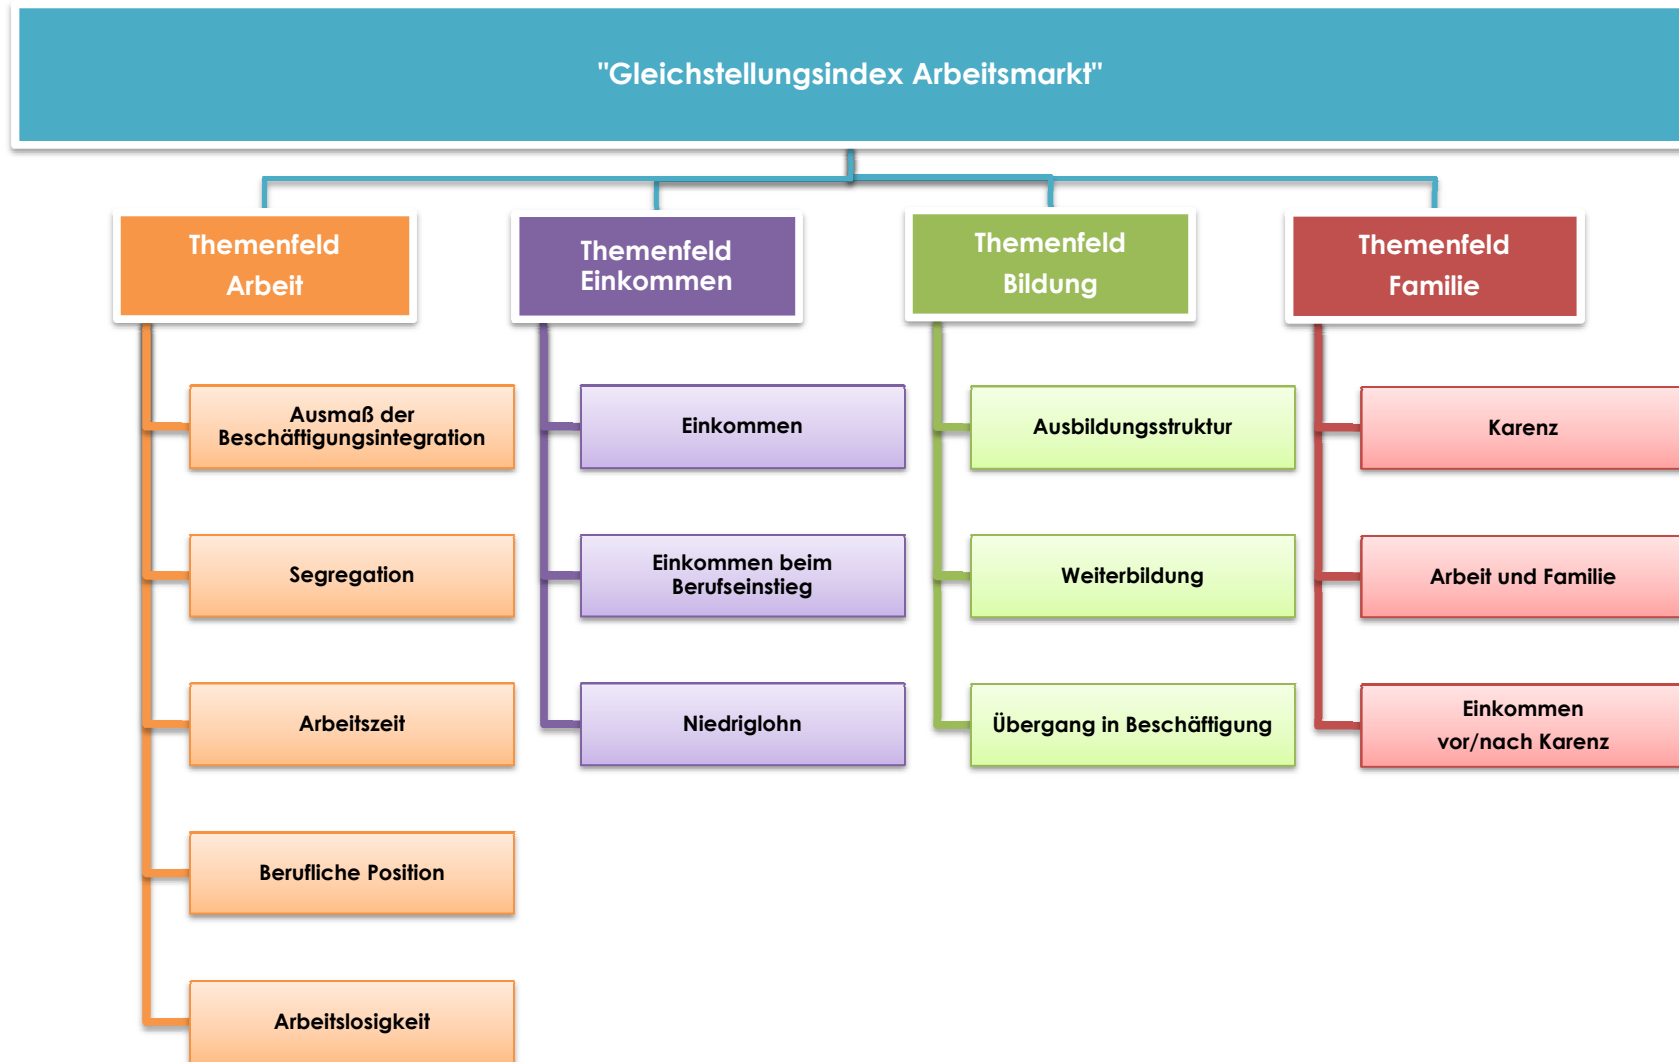 "Gleichstellungsindex Arbeitsmarkt"
Themenfeld
Arbeit
Ausmaß der
Beschäftigungsintegration
Segregation
Arbeitszeit
Berufliche Position
Arbeitslosigkeit
Themenfeld
Einkommen
Einkommen
Einkommen beim
Berufseinstieg
Niedriglohn
Themenfeld
Bildung
Ausbildungsstruktur
Weiterbildung
Übergang in Beschäftigung
Themenfeld
Familie
Karenz
Arbeit und Familie
Einkommen
vor/nach Karenz